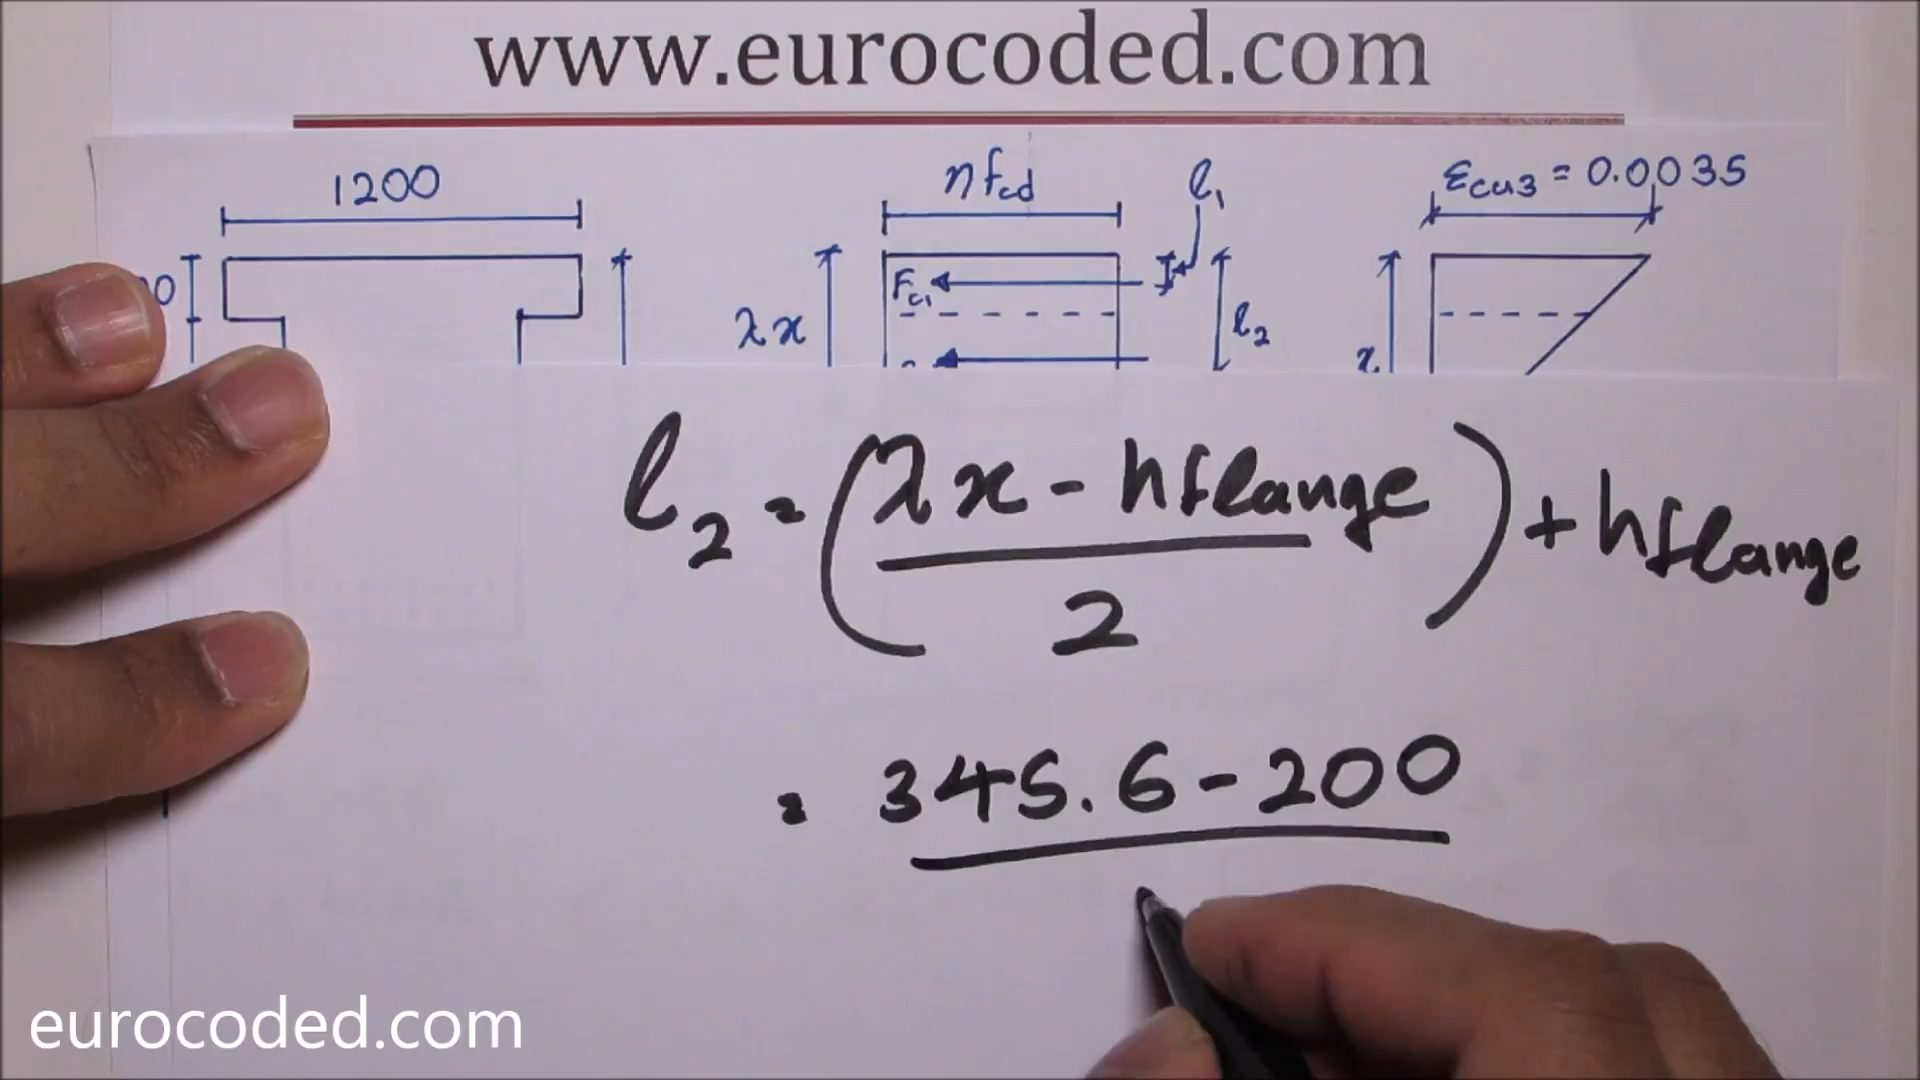 www.eurocoded.com
1200
ηfcd
l1
εcu3 = 0.0035
Fc1
λx
l2
x
l2 = (λx - hflange / 2) + hflange
= 345.6 - 200
eurocoded.com